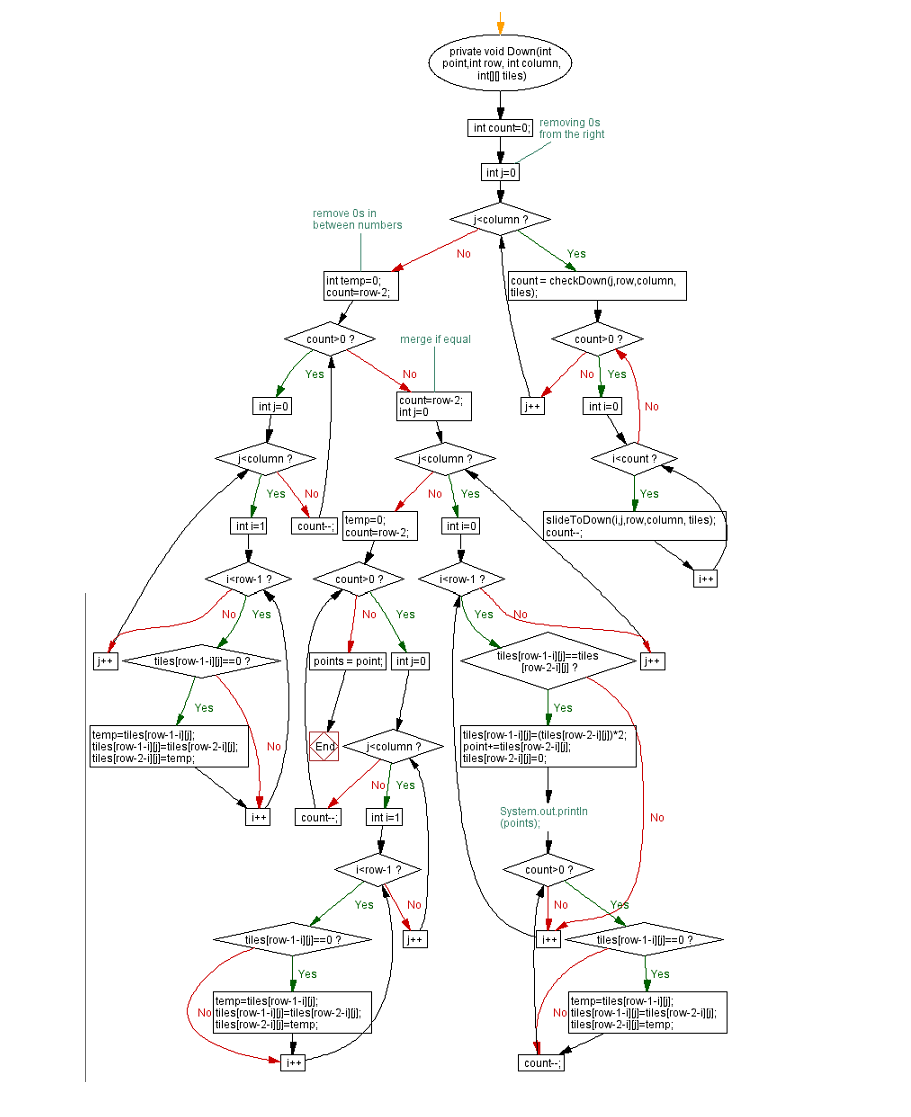 private void Down(int
point,int row, int column,
int[][] tiles)
int count=0;
removing 0s
from the right
int j=0
j<column ?
remove 0s in
between numbers
No
Yes
int temp=0;
count=row-2;
count = checkDown(j,row,column,
tiles);
count>0 ?
merge if equal
count>0 ?
Yes
No
No
Yes
int j=0
count=row-2;
int j=0
j++
int i=0
No
j<column ?
j<column ?
i<count ?
Yes
No
No
Yes
Yes
int i=1
count--;
temp=0;
count=row-2;
int i=0
slideToDown(i,j,row,column, tiles);
count--;
i<row-1 ?
count>0 ?
i<row-1 ?
i++
No
Yes
No
Yes
Yes
No
j++
tiles[row-1-i][j]==0 ?
points = point;
int j=0
tiles[row-1-i][j]==tiles
[row-2-i][j] ?
j++
Yes
Yes
temp=tiles[row-1-i][j];
tiles[row-1-i][j]=tiles[row-2-i][j];
tiles[row-2-i][j]=temp;
No
End
j<column ?
tiles[row-1-i][j]=(tiles[row-2-i][j])*2;
point+=tiles[row-2-i][j];
tiles[row-2-i][j]=0;
No
Yes
i++
count--;
int i=1
System.out.println
(points);
No
i<row-1 ?
count>0 ?
Yes
No
No
Yes
tiles[row-1-i][j]==0 ?
j++
i++
tiles[row-1-i][j]==0 ?
Yes
Yes
No
temp=tiles[row-1-i][j];
tiles[row-1-i][j]=tiles[row-2-i][j];
tiles[row-2-i][j]=temp;
No
temp=tiles[row-1-i][j];
tiles[row-1-i][j]=tiles[row-2-i][j];
tiles[row-2-i][j]=temp;
i++
count--;